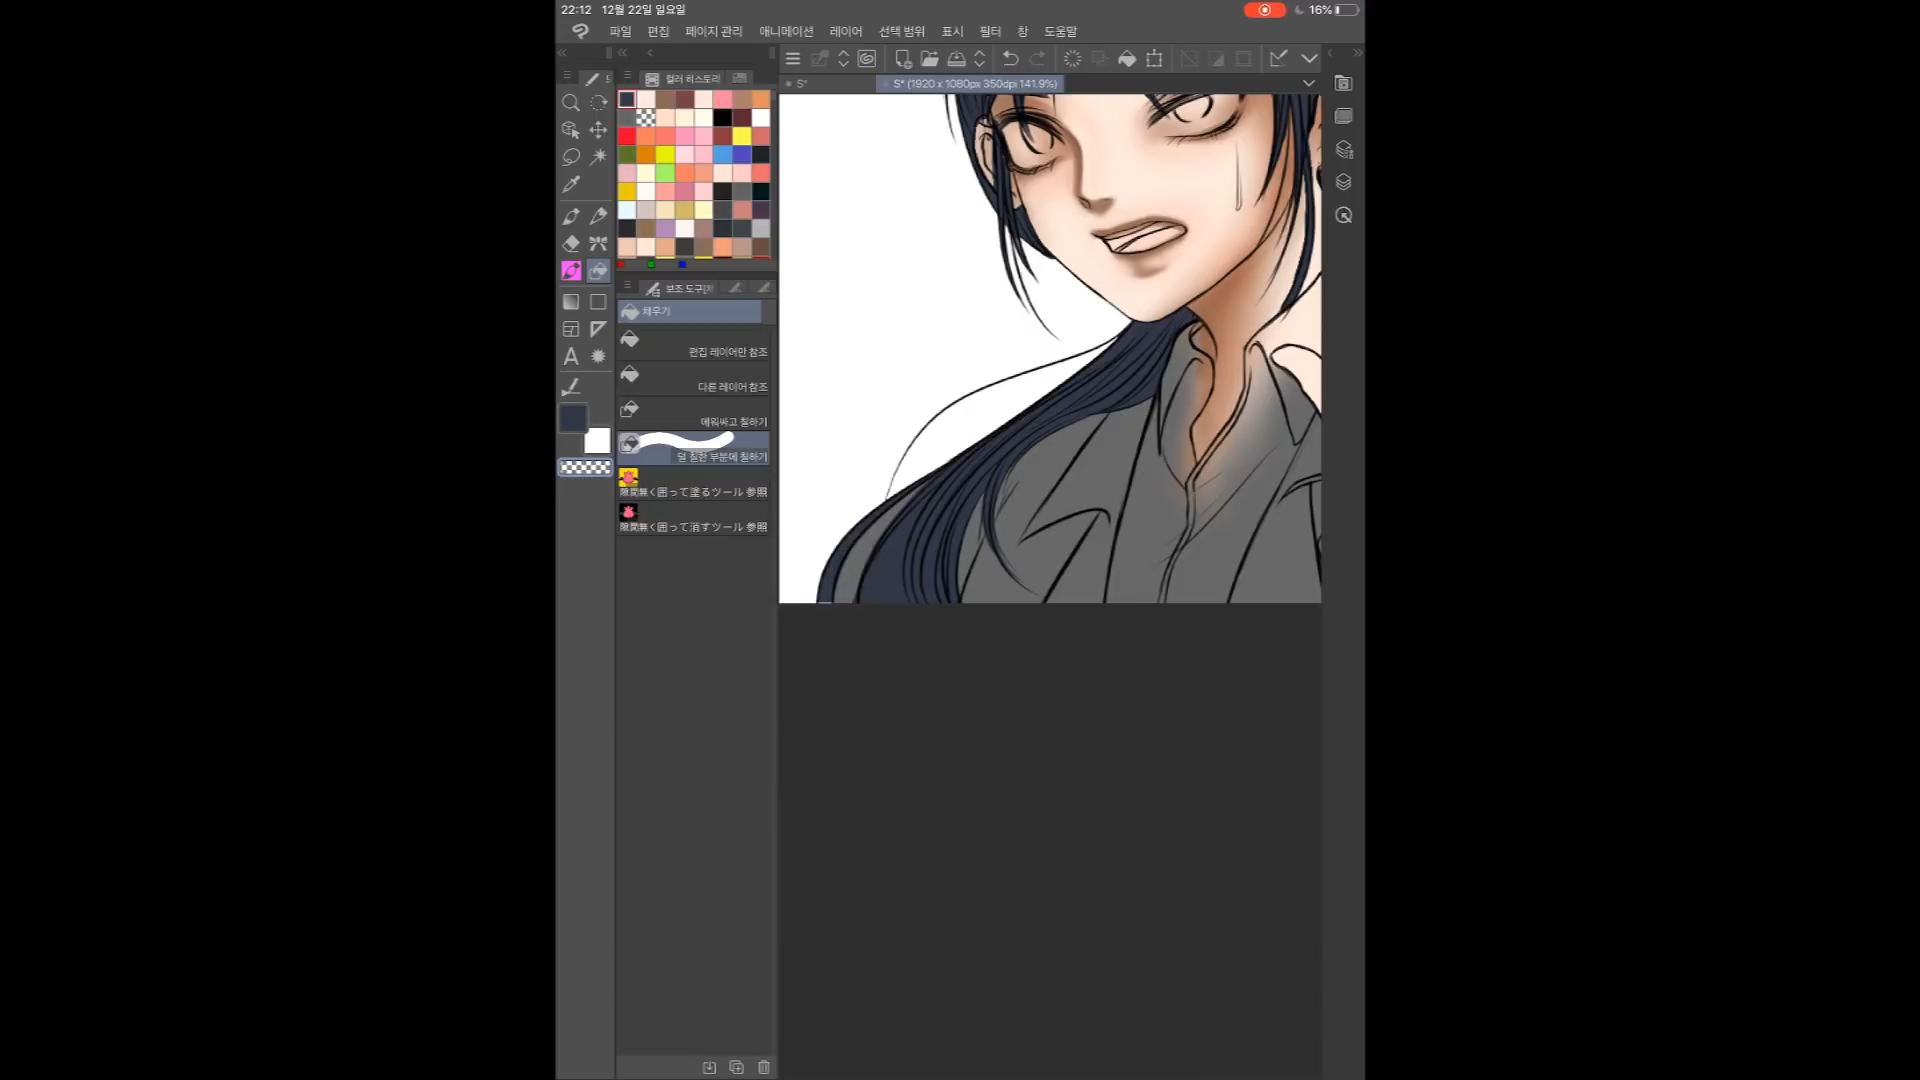 22:12 12월 22일 일요일
16%
파일 편집 페이지 관리 애니메이션 레이어 선택 범위 표시 필터 창 도움말
컬러 히스토리
S*
S* (1920 x 1080px 350dpi 141.9%)
보조 도구
채우기
편집 레이어만 참조
다른 레이어 참조
에워싸고 칠하기
덜 칠한 부분에 칠하기
隙間無く囲って塗るツール 参照
隙間無く囲って消すツール 参照